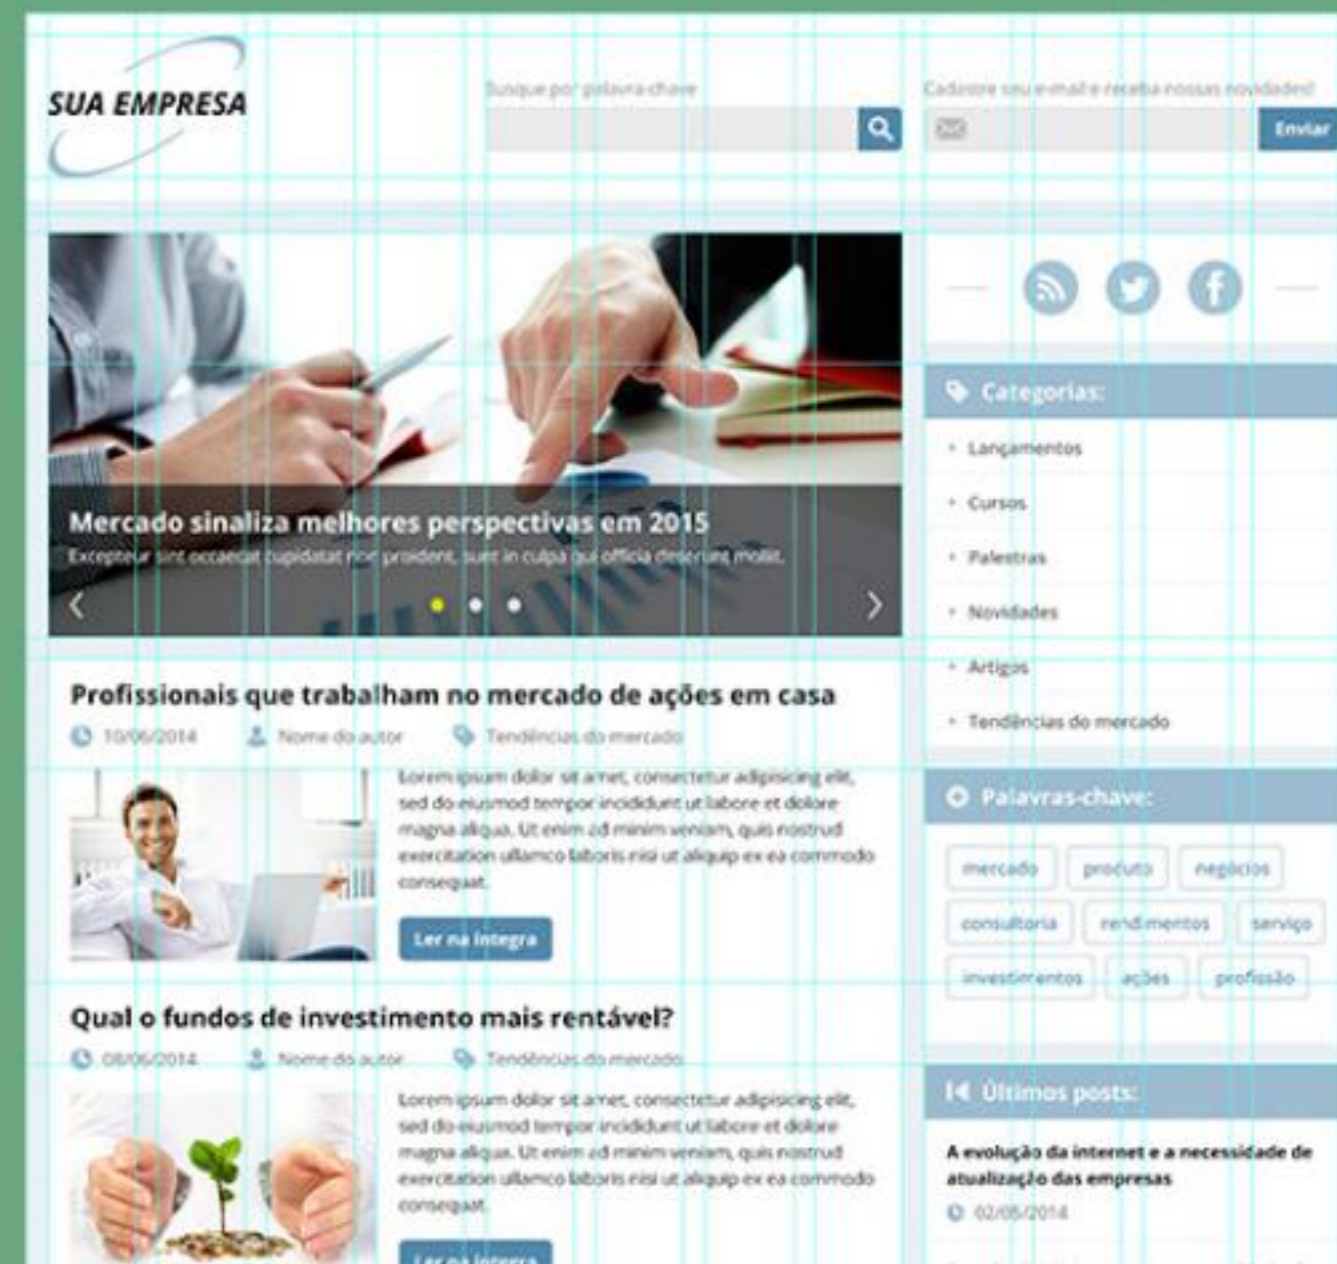 SUA EMPRESA
Busque por palavra-chave
Cadastre seu e-mail e receba nossas novidades!
Enviar
Mercado sinaliza melhores perspectivas em 2015
Excepteur sint occaecat cupidatat non proident, sunt in culpa qui officia deserunt mollit.
Profissionais que trabalham no mercado de ações em casa
10/06/2014 Nome do autor Tendências do mercado
Lorem ipsum dolor sit amet, consectetur adipisicing elit,
sed do eiusmod tempor incididunt ut labore et dolore
magna aliqua. Ut enim ad minim veniam, quis nostrud
exercitation ullamco laboris nisi ut aliquip ex ea commodo
consequat.
Ler na íntegra
Qual o fundos de investimento mais rentável?
08/06/2014 Nome do autor Tendências do mercado
Lorem ipsum dolor sit amet, consectetur adipisicing elit,
sed do eiusmod tempor incididunt ut labore et dolore
magna aliqua. Ut enim ad minim veniam, quis nostrud
exercitation ullamco laboris nisi ut aliquip ex ea commodo
consequat.
Ler na íntegra
Categorias:
Lançamentos
Cursos
Palestras
Novidades
Artigos
Tendências do mercado
Palavras-chave:
mercado produto negócios
consultoria rendimentos serviço
investimentos ações profissão
Últimos posts:
A evolução da internet e a necessidade de
atualização das empresas
02/05/2014